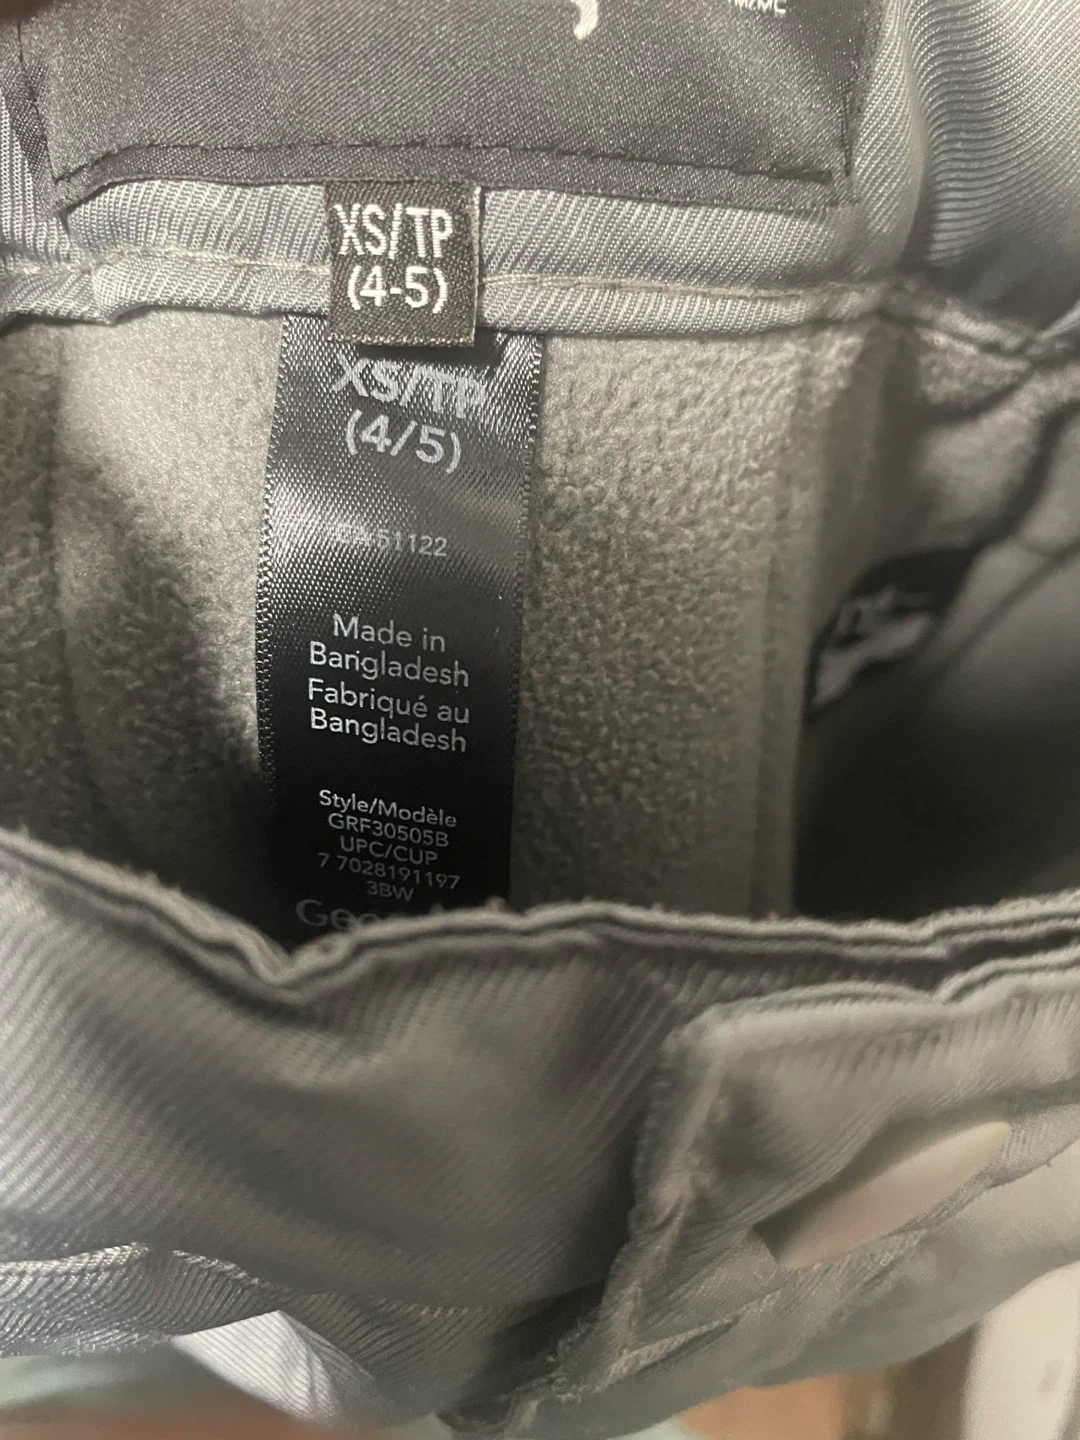 M/MC
XS/TP
(4-5)
XS/TP
(4/5)
Made in
Bangladesh
Fabriqué au
Bangladesh
Style/Modèle
GRF30505B
UPC/CUP
7 7028191197
3BW